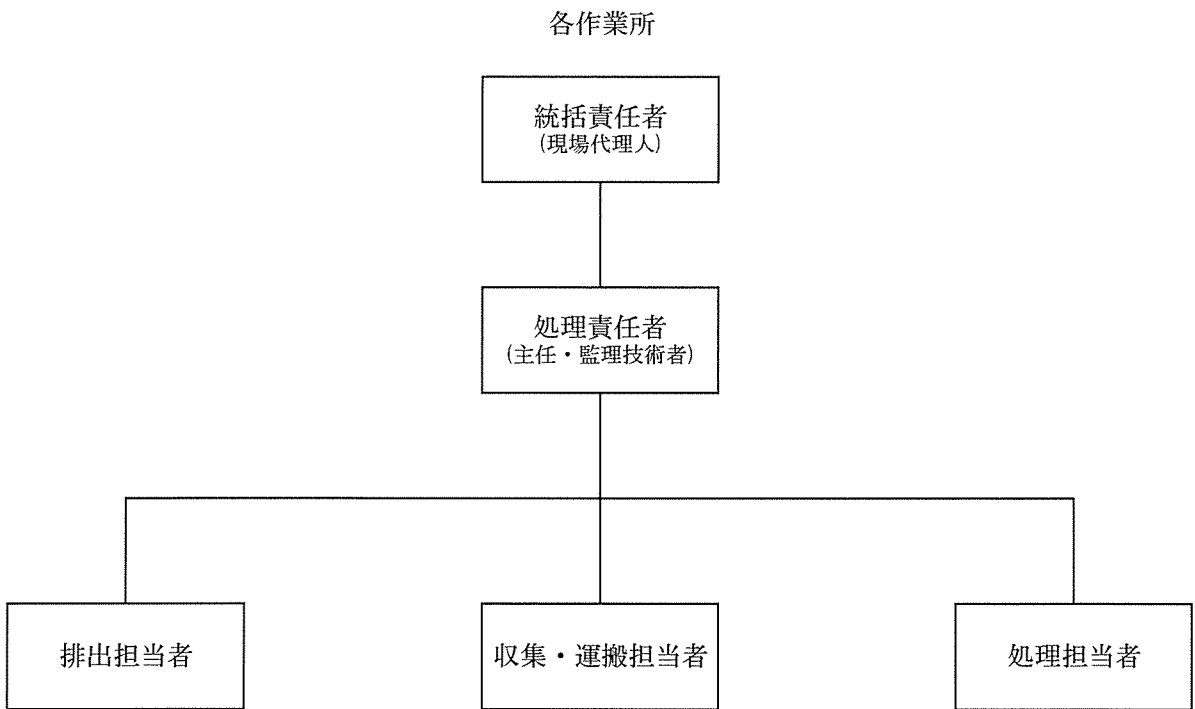 各作業所
統括責任者
(現場代理人)
処理責任者
(主任・監理技術者)
排出担当者
収集・運搬担当者
処理担当者